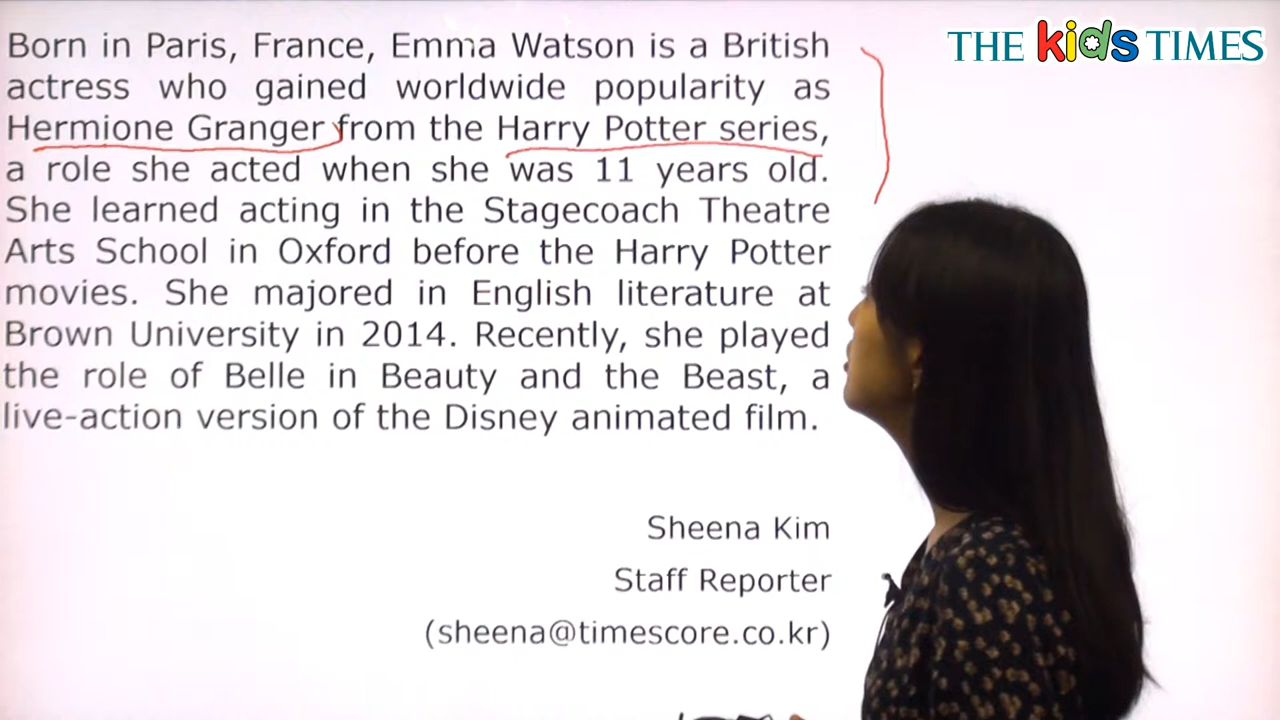 THE kids TIMES
Born in Paris, France, Emma Watson is a British
actress who gained worldwide popularity as
Hermione Granger from the Harry Potter series,
a role she acted when she was 11 years old.
She learned acting in the Stagecoach Theatre
Arts School in Oxford before the Harry Potter
movies. She majored in English literature at
Brown University in 2014. Recently, she played
the role of Belle in Beauty and the Beast, a
live-action version of the Disney animated film.
Sheena Kim
Staff Reporter
(sheena@timescore.co.kr)